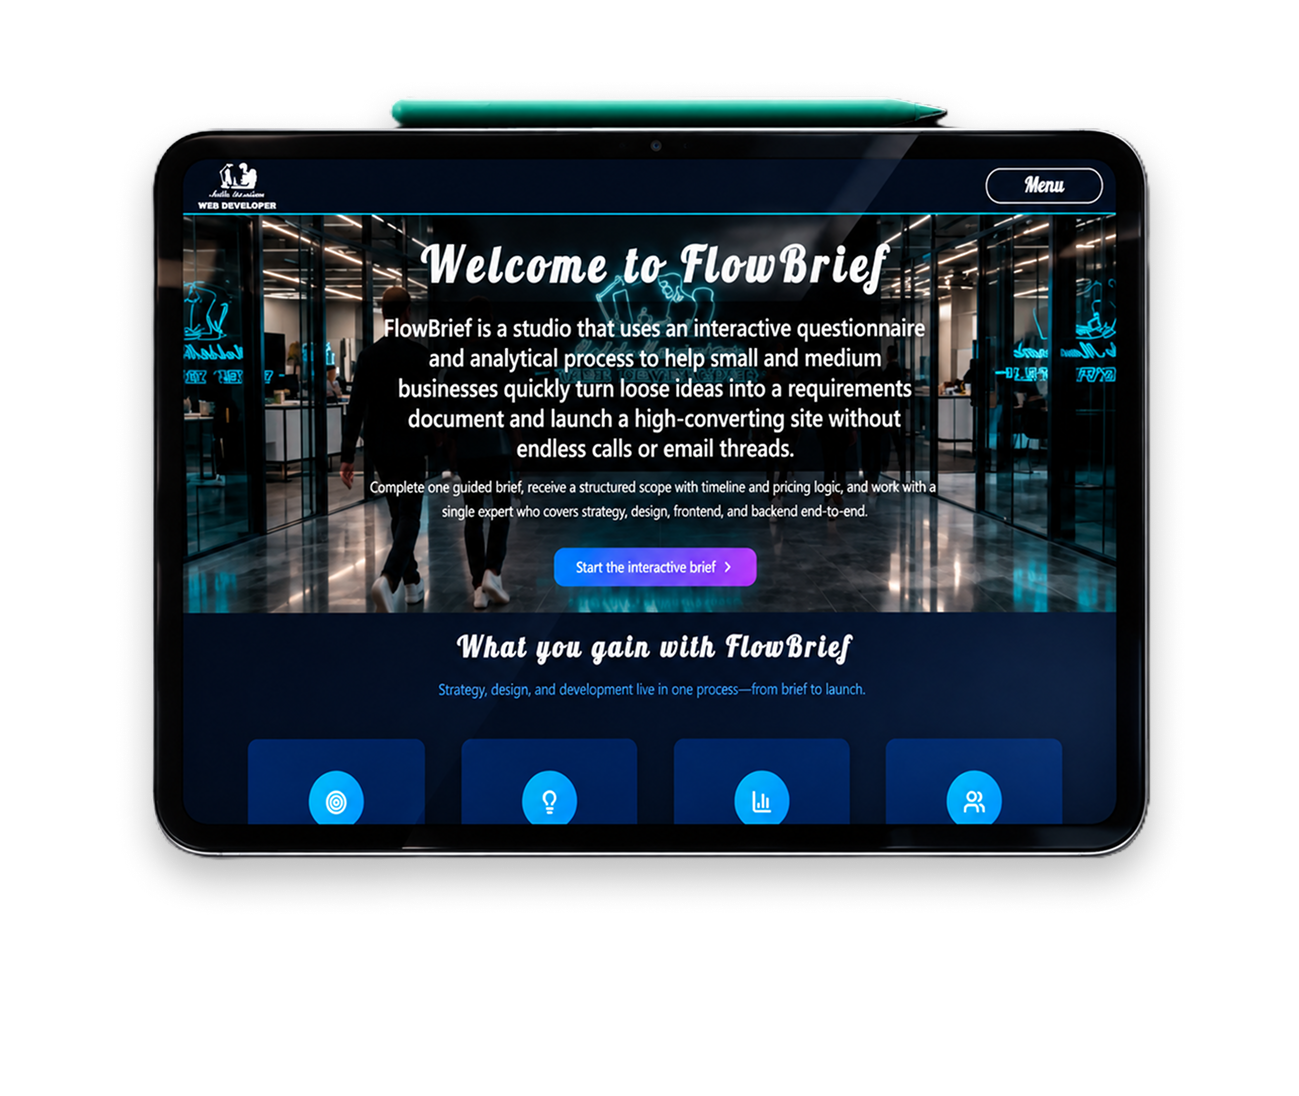 WEB DEVELOPER
Menu
Welcome to FlowBrief
FlowBrief is a studio that uses an interactive questionnaire
and analytical process to help small and medium
businesses quickly turn loose ideas into a requirements
document and launch a high-converting site without
endless calls or email threads.
Complete one guided brief, receive a structured scope with timeline and pricing logic, and work with a
single expert who covers strategy, design, frontend, and backend end-to-end.
Start the interactive brief
What you gain with FlowBrief
Strategy, design, and development live in one process—from brief to launch.